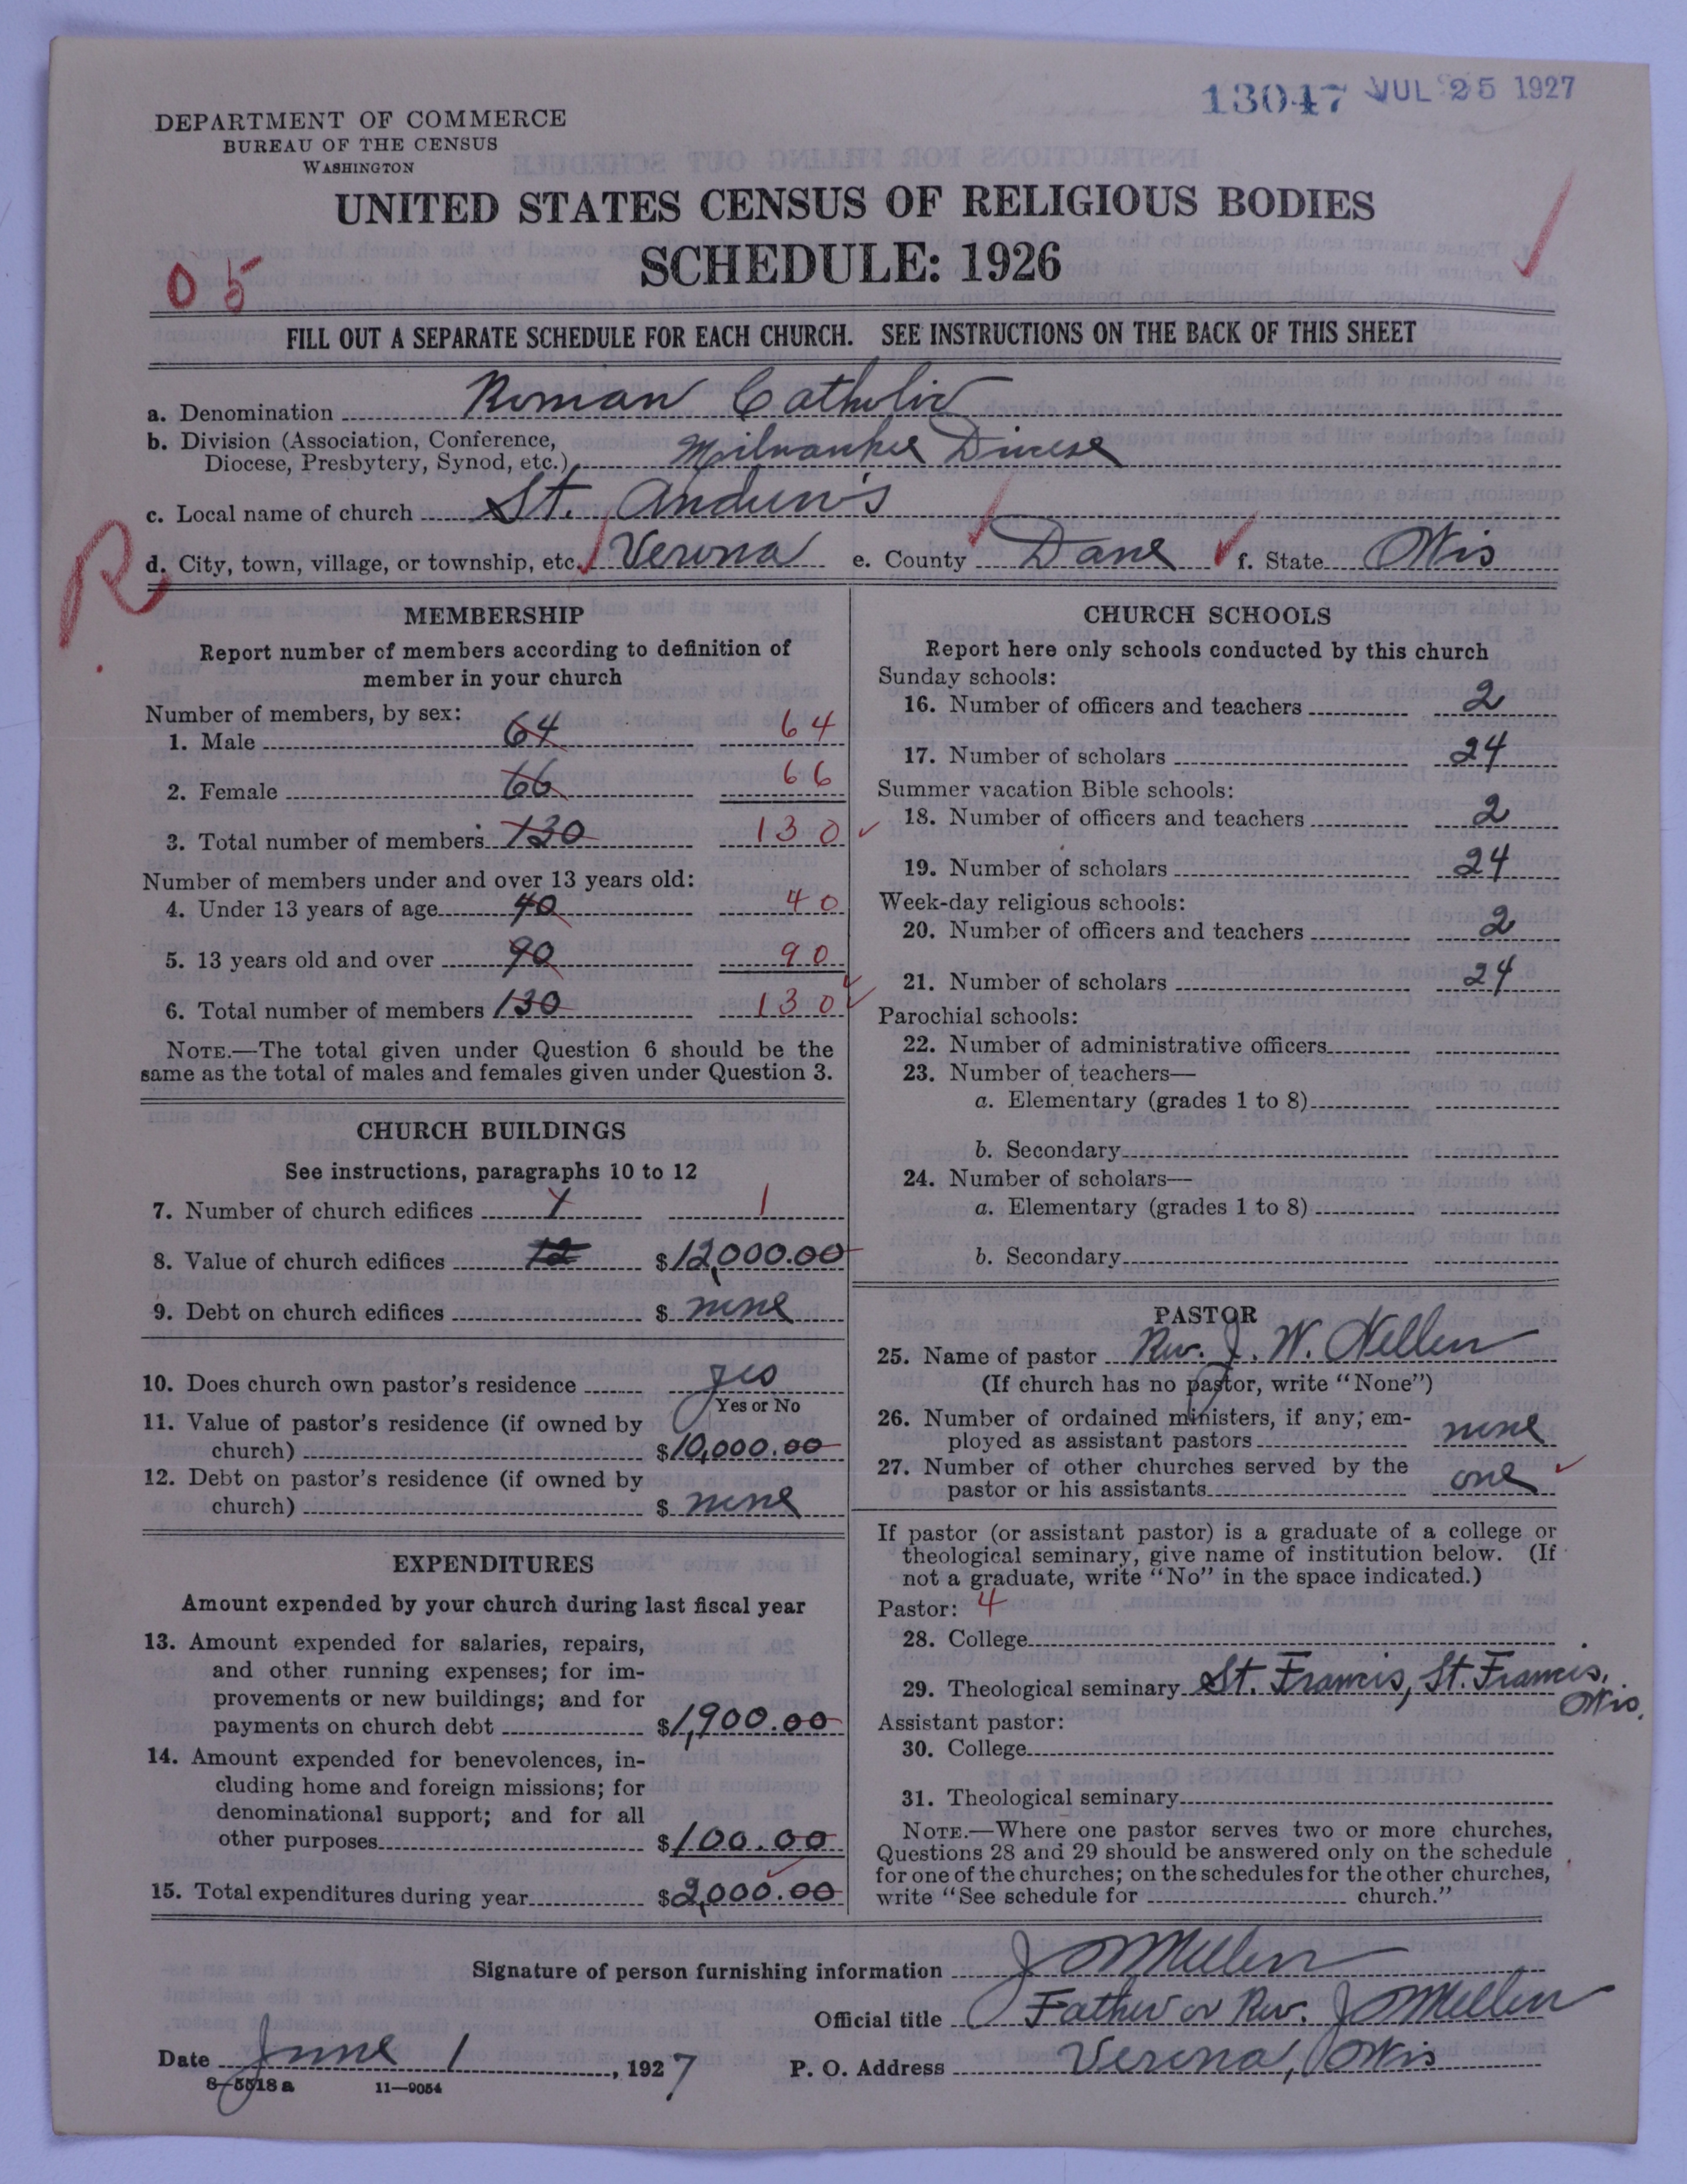 13047 JUL 25 1927
DEPARTMENT OF COMMERCE
BUREAU OF THE CENSUS
WASHINGTON
UNITED STATES CENSUS OF RELIGIOUS BODIES
SCHEDULE: 1926
05
FILL OUT A SEPARATE SCHEDULE FOR EACH CHURCH. SEE INSTRUCTIONS ON THE BACK OF THIS SHEET
a. Denomination Roman Catholic
b. Division (Association, Conference,
Diocese, Presbytery, Synod, etc.) Milwaukee Diocese
c. Local name of church St. Andrew's
R
d. City, town, village, or township, etc. Verona e. County Dane f. State Wis
MEMBERSHIP
Report number of members according to definition of
member in your church
Number of members, by sex:
1. Male 64 64
2. Female 66 66
3. Total number of members 130 130
Number of members under and over 13 years old:
4. Under 13 years of age 40 40
5. 13 years old and over 90 90
6. Total number of members 130 130
NOTE.—The total given under Question 6 should be the
same as the total of males and females given under Question 3.
CHURCH BUILDINGS
See instructions, paragraphs 10 to 12
7. Number of church edifices 1 1
8. Value of church edifices 12 $12,000.00
9. Debt on church edifices $ none
10. Does church own pastor's residence yes
Yes or No
11. Value of pastor's residence (if owned by
church) $10,000.00
12. Debt on pastor's residence (if owned by
church) $ none
EXPENDITURES
Amount expended by your church during last fiscal year
13. Amount expended for salaries, repairs,
and other running expenses; for im-
provements or new buildings; and for
payments on church debt $1,900.00
14. Amount expended for benevolences, in-
cluding home and foreign missions; for
denominational support; and for all
other purposes $100.00
15. Total expenditures during year $2,000.00
CHURCH SCHOOLS
Report here only schools conducted by this church
Sunday schools:
16. Number of officers and teachers 2
17. Number of scholars 24
Summer vacation Bible schools:
18. Number of officers and teachers 2
19. Number of scholars 24
Week-day religious schools:
20. Number of officers and teachers 2
21. Number of scholars 24
Parochial schools:
22. Number of administrative officers
23. Number of teachers—
a. Elementary (grades 1 to 8)
b. Secondary
24. Number of scholars—
a. Elementary (grades 1 to 8)
b. Secondary
PASTOR
25. Name of pastor Rev. J. W.
(If church has no pastor, write "None")
26. Number of ordained ministers, if any, em-
ployed as assistant pastors none
27. Number of other churches served by the
pastor or his assistants one
If pastor (or assistant pastor) is a graduate of a college or
theological seminary, give name of institution below. (If
not a graduate, write "No" in the space indicated.)
Pastor: 4
28. College
29. Theological seminary St. Francis, St. Francis,
Wis.
Assistant pastor:
30. College
31. Theological seminary
NOTE.—Where one pastor serves two or more churches,
Questions 28 and 29 should be answered only on the schedule
for one of the churches; on the schedules for the other churches,
write "See schedule for church."
Signature of person furnishing information
Official title Father or Rev.
Date June 1, 1927 P. O. Address Verona, Wis
8—5518a 11—9054